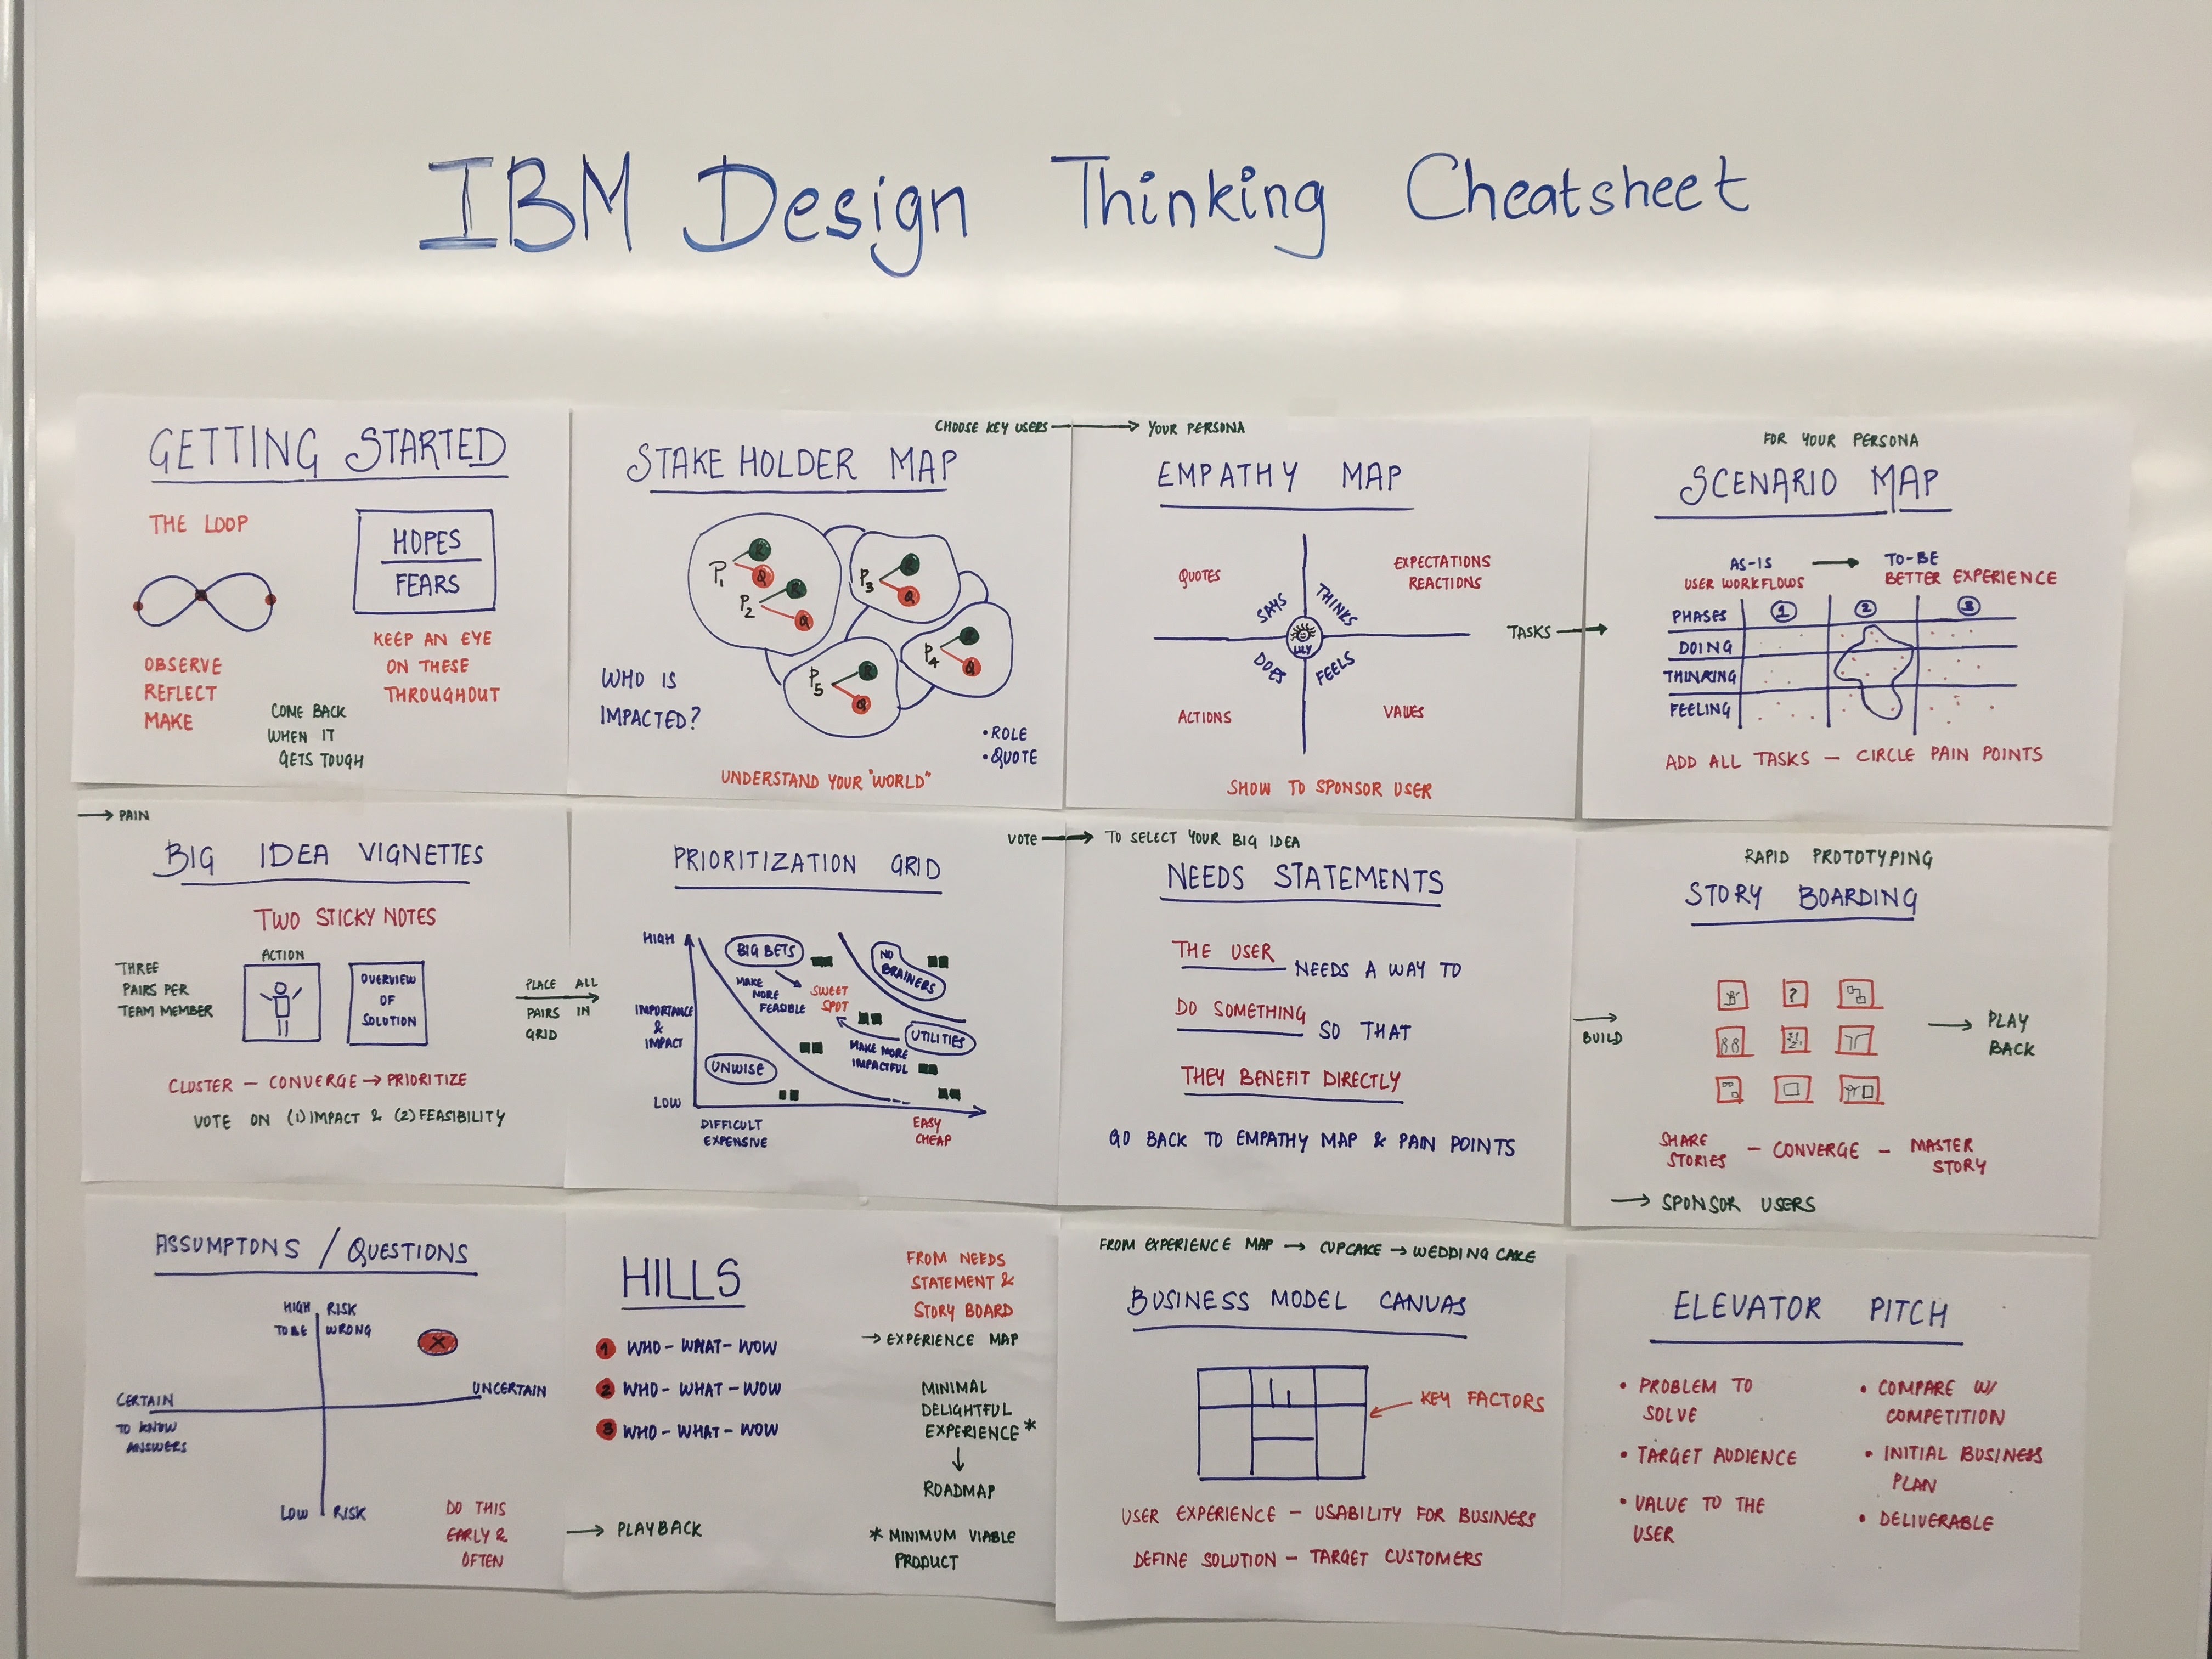 IBM Design Thinking Cheatsheet
GETTING STARTED
THE LOOP
HOPES
FEARS
OBSERVE
REFLECT
MAKE
KEEP AN EYE
ON THESE
THROUGHOUT
COME BACK
WHEN IT
GETS TOUGH
CHOOSE KEY USERS
STAKE HOLDER MAP
P1
R
Q
P2
R
Q
P3
R
Q
P4
R
Q
P5
R
Q
WHO IS
IMPACTED?
• ROLE
• QUOTE
UNDERSTAND YOUR "WORLD"
YOUR PERSONA
EMPATHY MAP
QUOTES
EXPECTATIONS
REACTIONS
SAYS
THINKS
LILY
DOES
FEELS
ACTIONS
VALUES
TASKS
SHOW TO SPONSOR USER
FOR YOUR PERSONA
SCENARIO MAP
AS-IS → TO-BE
USER WORKFLOWS BETTER EXPERIENCE
PHASES 1 2 3
DOING
THINKING
FEELING
ADD ALL TASKS – CIRCLE PAIN POINTS
→ PAIN
BIG IDEA VIGNETTES
TWO STICKY NOTES
THREE
PAIRS PER
TEAM MEMBER
ACTION
OVERVIEW
OF
SOLUTION
PLACE ALL
PAIRS IN
GRID
CLUSTER – CONVERGE → PRIORITIZE
VOTE ON (1) IMPACT & (2) FEASIBILITY
VOTE
PRIORITIZATION GRID
HIGH
BIG BETS
NO
BRAINERS
MAKE
MORE
FEASIBLE
SWEET
SPOT
IMPORTANCE
&
IMPACT
UTILITIES
MAKE MORE
IMPACTFUL
UNWISE
LOW
DIFFICULT
EXPENSIVE
EASY
CHEAP
TO SELECT YOUR BIG IDEA
NEEDS STATEMENTS
THE USER NEEDS A WAY TO
DO SOMETHING SO THAT
THEY BENEFIT DIRECTLY
GO BACK TO EMPATHY MAP & PAIN POINTS
RAPID PROTOTYPING
STORY BOARDING
BUILD
?
PLAY
BACK
SHARE
STORIES – CONVERGE – MASTER
STORY
→ SPONSOR USERS
ASSUMPTONS / QUESTIONS
HIGH RISK
TO BE WRONG
X
CERTAIN
UNCERTAIN
TO KNOW
ANSWERS
LOW RISK
DO THIS
EARLY &
OFTEN
HILLS
1 WHO – WHAT – WOW
2 WHO – WHAT – WOW
3 WHO – WHAT – WOW
→ PLAYBACK
FROM NEEDS
STATEMENT &
STORY BOARD
→ EXPERIENCE MAP
MINIMAL
DELIGHTFUL
EXPERIENCE *
↓
ROADMAP
* MINIMUM VIABLE
PRODUCT
FROM EXPERIENCE MAP → CUPCAKE → WEDDING CAKE
BUSINESS MODEL CANVAS
KEY FACTORS
USER EXPERIENCE – USABILITY FOR BUSINESS
DEFINE SOLUTION – TARGET CUSTOMERS
ELEVATOR PITCH
• PROBLEM TO
SOLVE
• TARGET AUDIENCE
• VALUE TO THE
USER
• COMPARE W/
COMPETITION
• INITIAL BUSINESS
PLAN
• DELIVERABLE